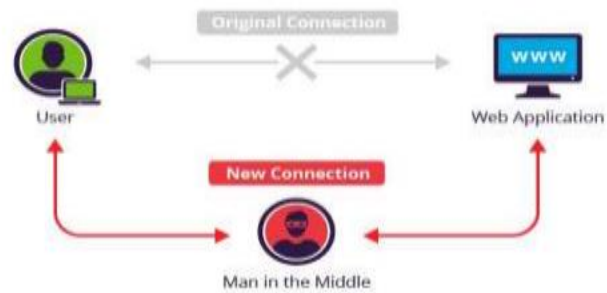 Original Connection
www
User
Web Application
New Connection
Man in the Middle